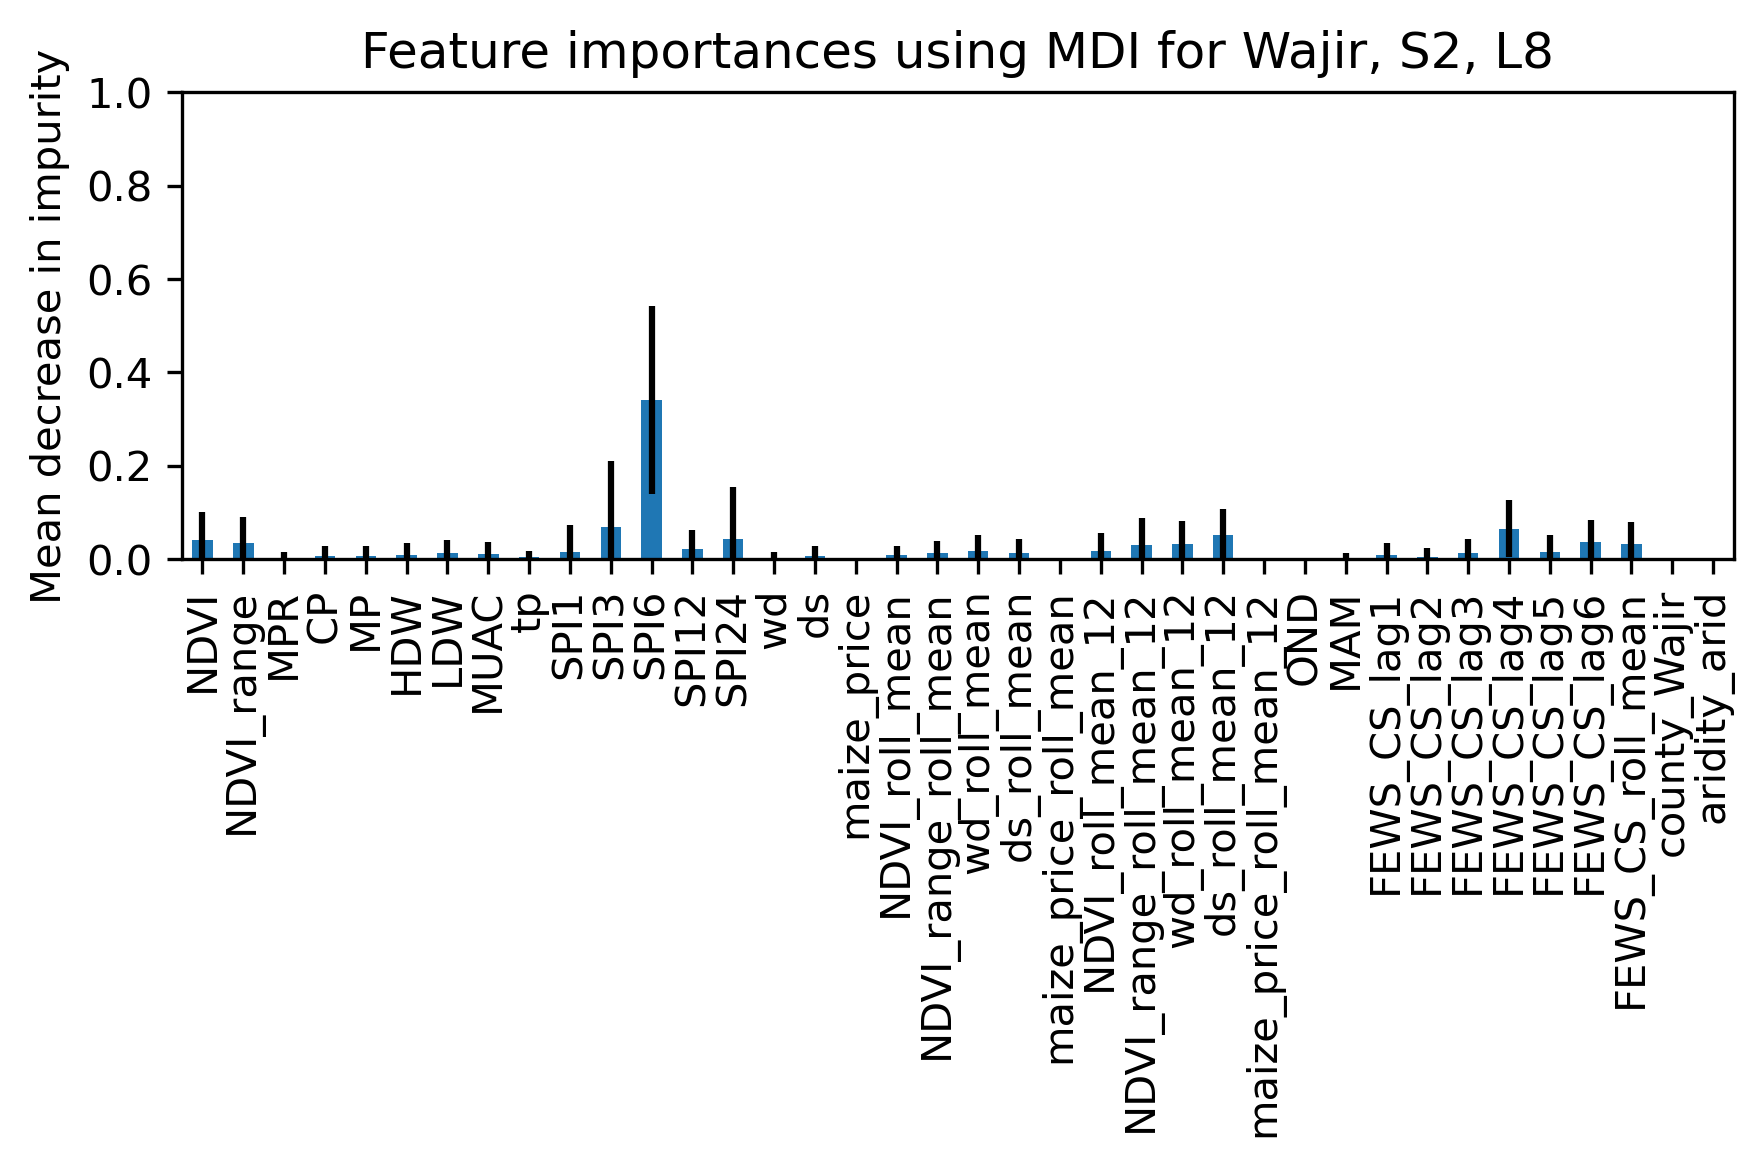 Feature importances using MDI for Wajir, S2, L8
Mean decrease in impurity
1.0
0.8
0.6
0.4
0.2
0.0
NDVI
NDVI_range
MPR
CP
MP
HDW
LDW
MUAC
tp
SPI1
SPI3
SPI6
SPI12
SPI24
wd
ds
maize_price
NDVI_roll_mean
NDVI_range_roll_mean
wd_roll_mean
ds_roll_mean
maize_price_roll_mean
NDVI_roll_mean_12
NDVI_range_roll_mean_12
wd_roll_mean_12
ds_roll_mean_12
maize_price_roll_mean_12
OND
MAM
FEWS_CS_lag1
FEWS_CS_lag2
FEWS_CS_lag3
FEWS_CS_lag4
FEWS_CS_lag5
FEWS_CS_lag6
FEWS_CS_roll_mean
county_Wajir
aridity_arid